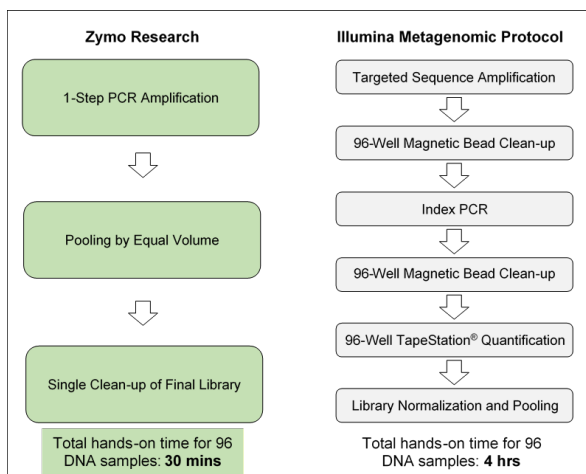 Zymo Research
1-Step PCR Amplification
Pooling by Equal Volume
Single Clean-up of Final Library
Total hands-on time for 96
DNA samples: 30 mins
Illumina Metagenomic Protocol
Targeted Sequence Amplification
96-Well Magnetic Bead Clean-up
Index PCR
96-Well Magnetic Bead Clean-up
96-Well TapeStation® Quantification
Library Normalization and Pooling
Total hands-on time for 96
DNA samples: 4 hrs